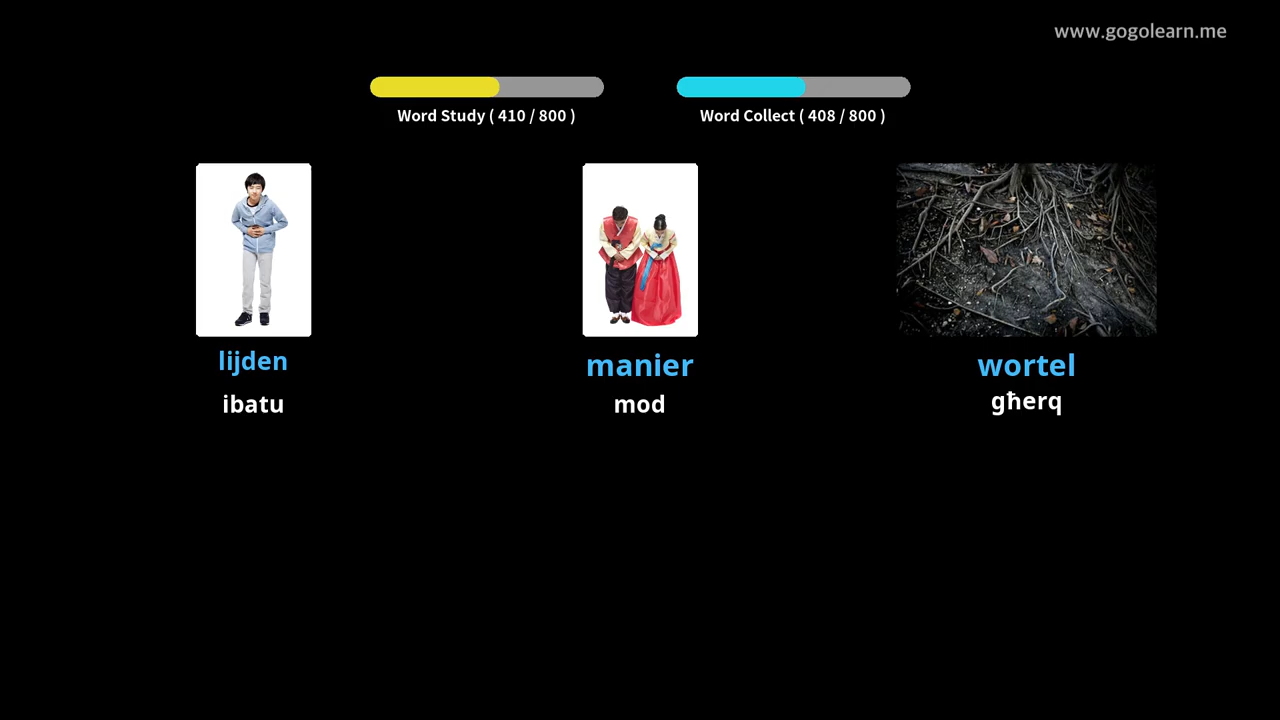 www.gogolearn.me
Word Study ( 410 / 800 )
Word Collect ( 408 / 800 )
lijden
ibatu
manier
mod
wortel
għerq